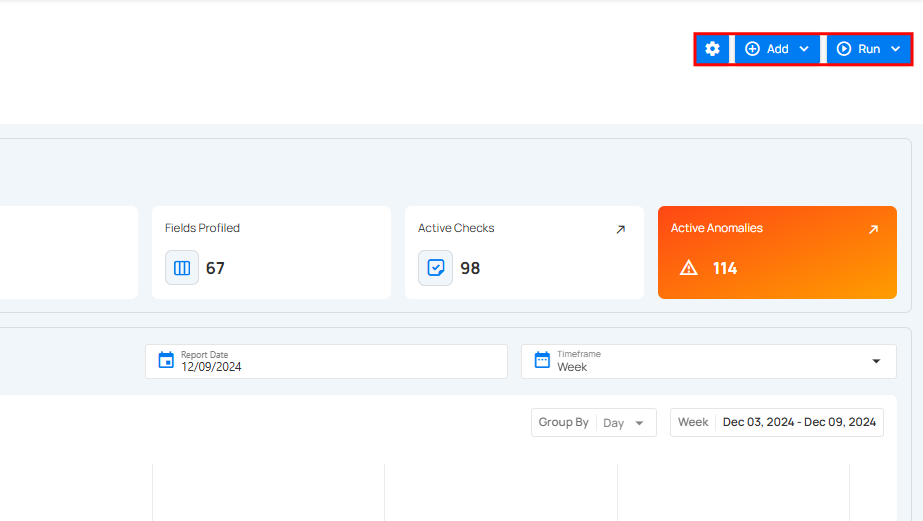 Add
Run
Fields Profiled
67
Active Checks
98
Active Anomalies
114
Report Date
12/09/2024
Timeframe
Week
Group By Day
Week Dec 03, 2024 - Dec 09, 2024